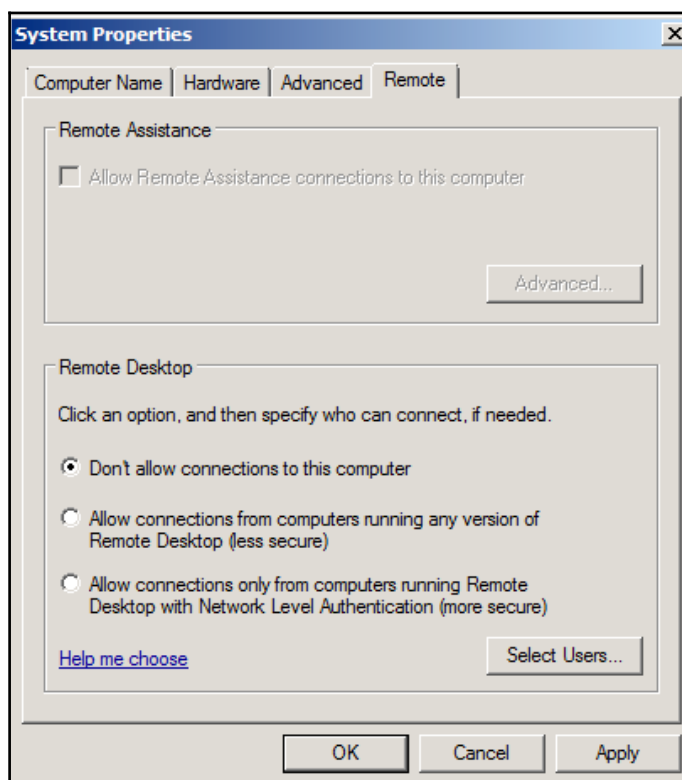 System Properties
Computer Name
Hardware
Advanced
Remote
Remote Assistance
Allow Remote Assistance connections to this computer
Advanced...
Remote Desktop
Click an option, and then specify who can connect, if needed.
Don't allow connections to this computer
Allow connections from computers running any version of
Remote Desktop (less secure)
Allow connections only from computers running Remote
Desktop with Network Level Authentication (more secure)
Help me choose
Select Users...
OK
Cancel
Apply